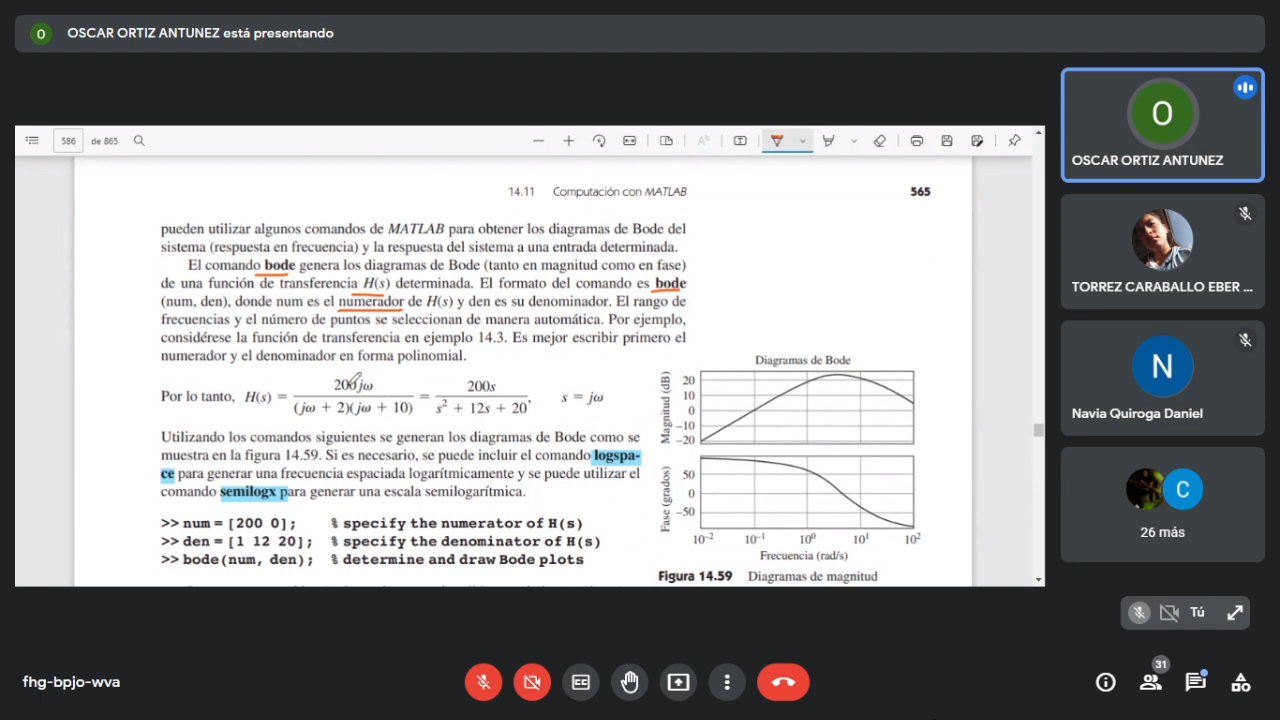 O OSCAR ORTIZ ANTUNEZ está presentando
586 de 865
14.11 Computación con MATLAB 565
pueden utilizar algunos comandos de MATLAB para obtener los diagramas de Bode del
sistema (respuesta en frecuencia) y la respuesta del sistema a una entrada determinada.
El comando bode genera los diagramas de Bode (tanto en magnitud como en fase)
de una función de transferencia H(s) determinada. El formato del comando es bode
(num, den), donde num es el numerador de H(s) y den es su denominador. El rango de
frecuencias y el número de puntos se seleccionan de manera automática. Por ejemplo,
considérese la función de transferencia en ejemplo 14.3. Es mejor escribir primero el
numerador y el denominador en forma polinomial.
Por lo tanto, H(s) = 200jω / (jω + 2)(jω + 10) = 200s / s² + 12s + 20, s = jω
Utilizando los comandos siguientes se generan los diagramas de Bode como se
muestra en la figura 14.59. Si es necesario, se puede incluir el comando logspa-
ce para generar una frecuencia espaciada logarítmicamente y se puede utilizar el
comando semilogx para generar una escala semilogarítmica.
>> num = [200 0]; % specify the numerator of H(s)
>> den = [1 12 20]; % specify the denominator of H(s)
>> bode(num, den); % determine and draw Bode plots
Diagramas de Bode
Magnitud (dB)
20
10
0
−10
−20
Fase (grados)
50
0
−50
10⁻² 10⁻¹ 10⁰ 10¹ 10²
Frecuencia (rad/s)
Figura 14.59 Diagramas de magnitud
O
OSCAR ORTIZ ANTUNEZ
TORREZ CARABALLO EBER ...
N
Navia Quiroga Daniel
C
26 más
Tú
fhg-bpjo-wva
31